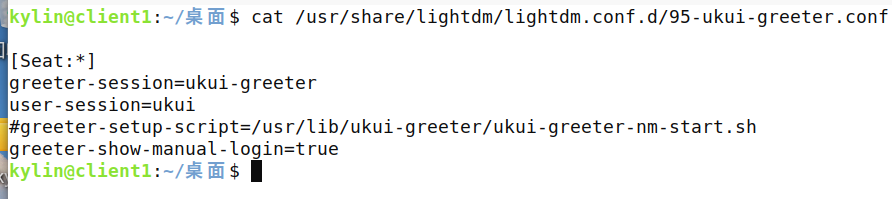 kylin@client1:~/桌面$ cat /usr/share/lightdm/lightdm.conf.d/95-ukui-greeter.conf
[Seat:*]
greeter-session=ukui-greeter
user-session=ukui
#greeter-setup-script=/usr/lib/ukui-greeter/ukui-greeter-nm-start.sh
greeter-show-manual-login=true
kylin@client1:~/桌面$